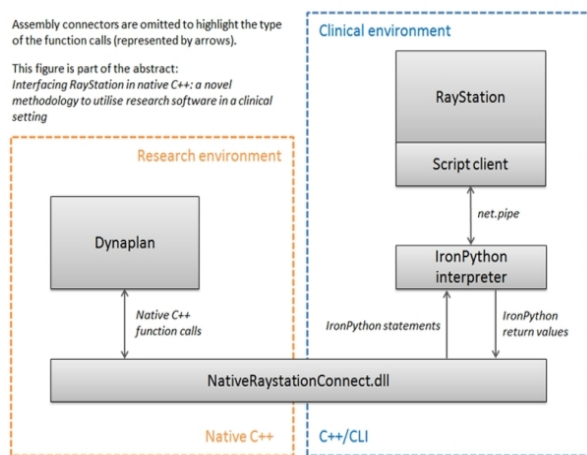 Assembly connectors are omitted to highlight the type
of the function calls (represented by arrows).
This figure is part of the abstract:
Interfacing RayStation in native C++: a novel
methodology to utilise research software in a clinical
setting
Clinical environment
RayStation
Script client
Research environment
net.pipe
Dynaplan
IronPython
interpreter
Native C++
function calls
IronPython statements
IronPython
return values
NativeRaystationConnect.dll
Native C++
C++/CLI